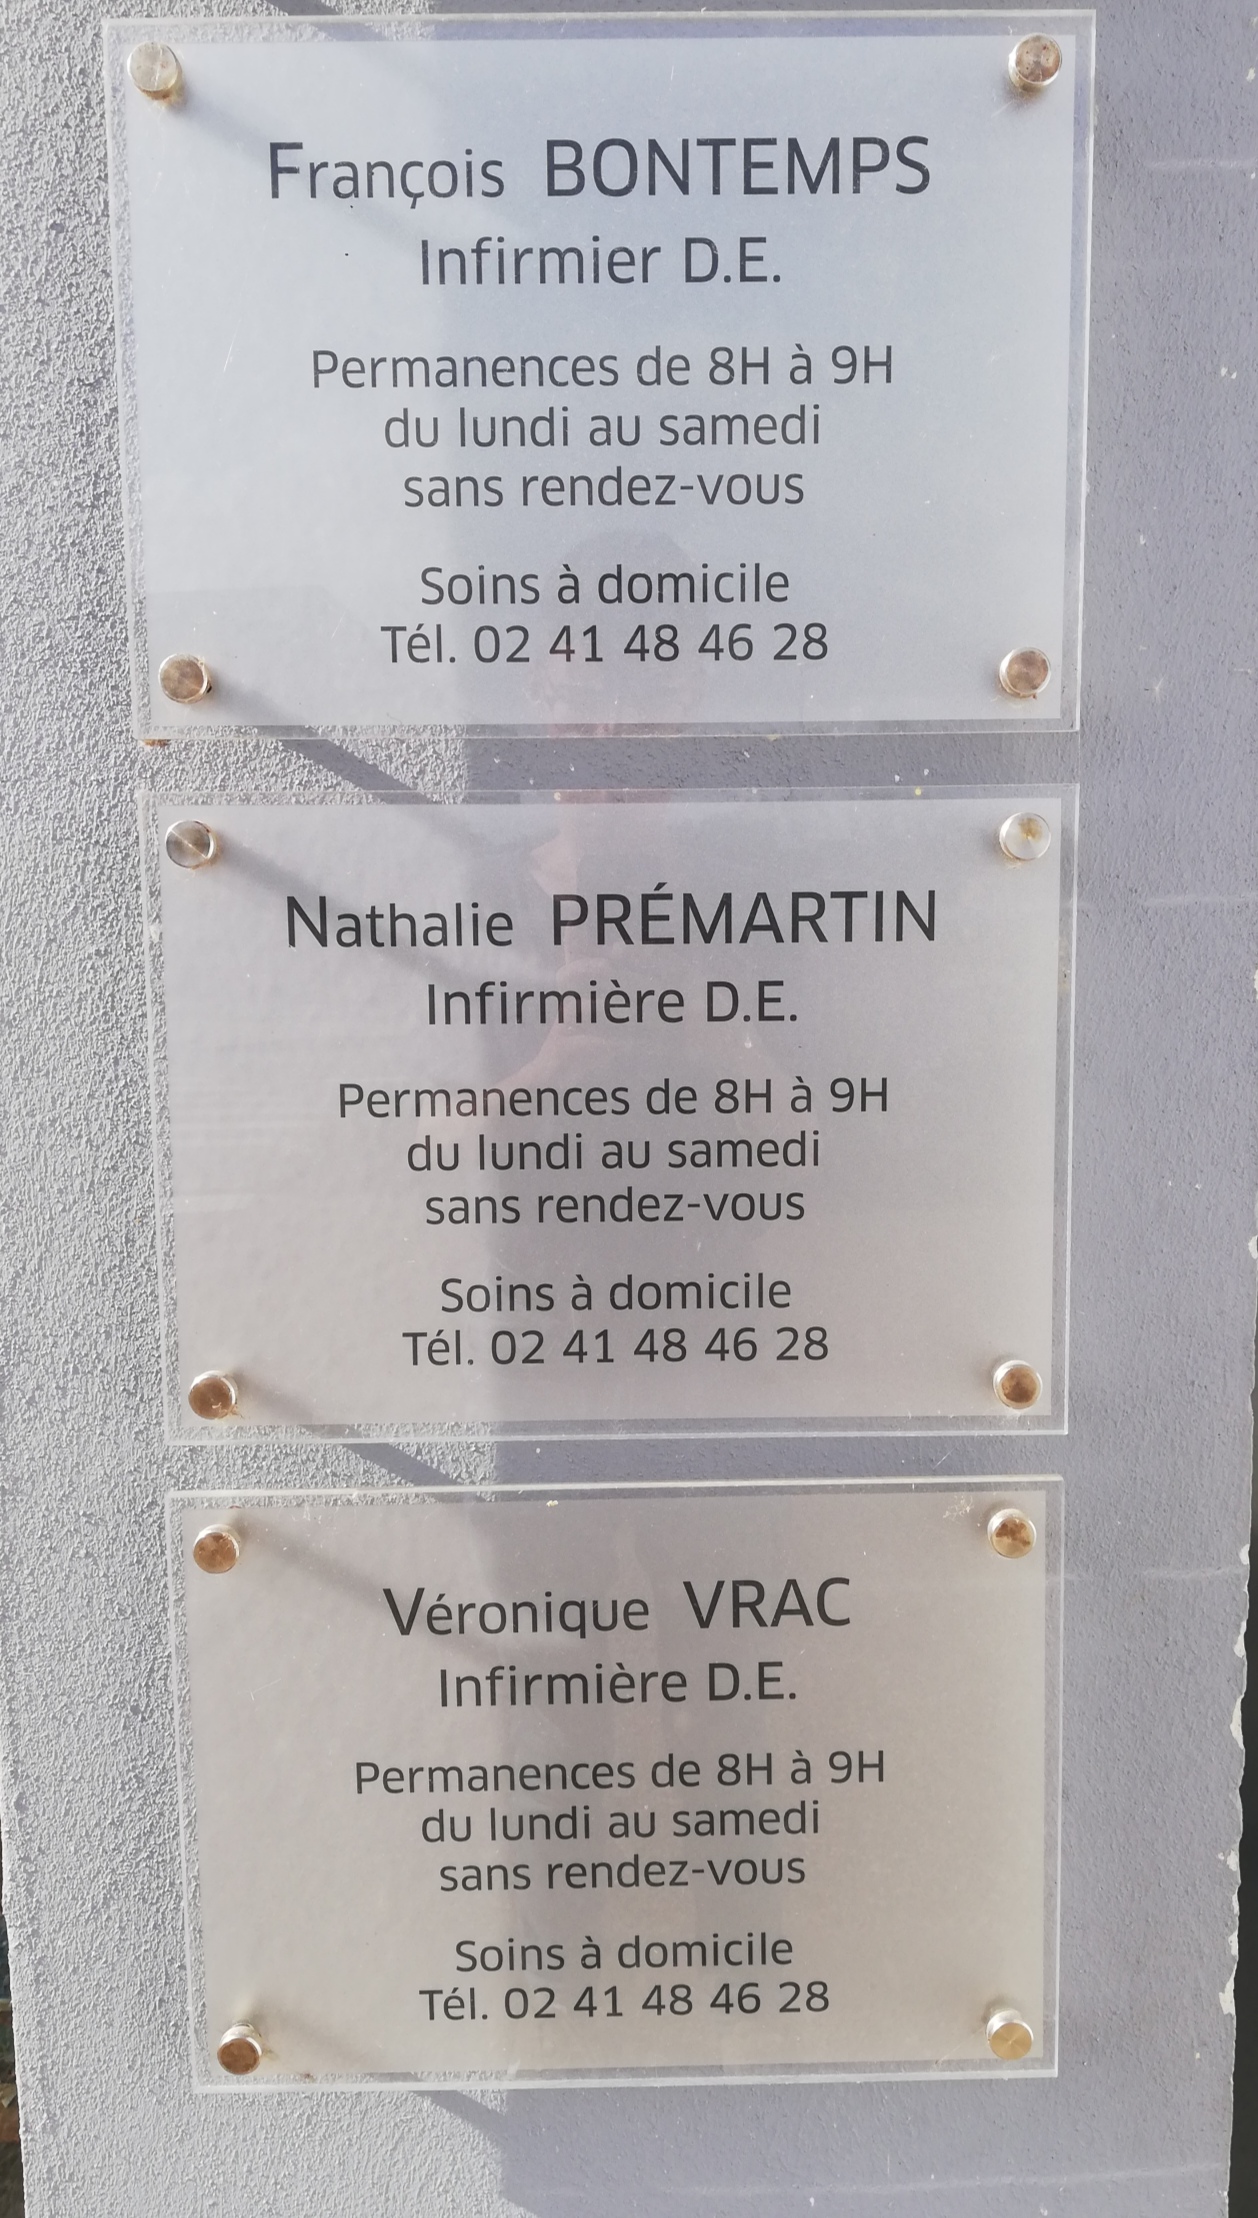 François BONTEMPS
Infirmier D.E.
Permanences de 8H à 9H
du lundi au samedi
sans rendez-vous
Soins à domicile
Tél. 02 41 48 46 28
Nathalie PRÉMARTIN
Infirmière D.E.
Permanences de 8H à 9H
du lundi au samedi
sans rendez-vous
Soins à domicile
Tél. 02 41 48 46 28
Véronique VRAC
Infirmière D.E.
Permanences de 8H à 9H
du lundi au samedi
sans rendez-vous
Soins à domicile
Tél. 02 41 48 46 28